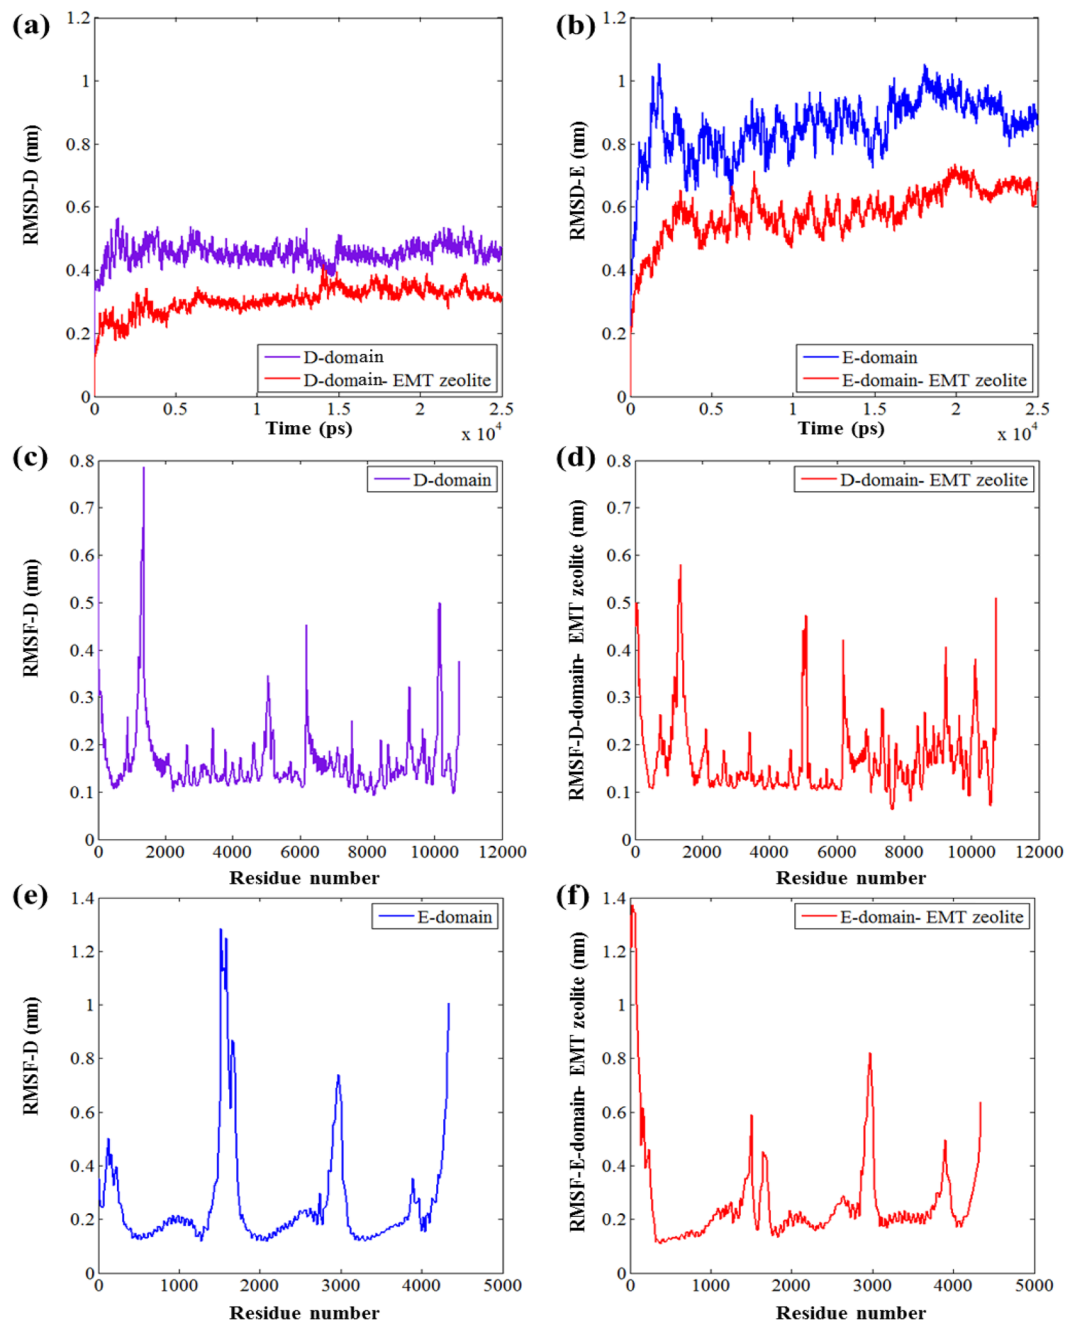 (a)
1.2
1
0.8
0.6
0.4
0.2
0
RMSD-D (nm)
D-domain
D-domain- EMT zeolite
0 0.5 1 1.5 2 2.5
Time (ps)
x 10^4
(b)
1.2
1
0.8
0.6
0.4
0.2
0
RMSD-E (nm)
E-domain
E-domain- EMT zeolite
0 0.5 1 1.5 2 2.5
Time (ps)
x 10^4
(c)
0.8
0.7
0.6
0.5
0.4
0.3
0.2
0.1
0
RMSF-D (nm)
D-domain
0 2000 4000 6000 8000 10000 12000
Residue number
(d)
0.8
0.7
0.6
0.5
0.4
0.3
0.2
0.1
0
RMSF-D-domain- EMT zeolite (nm)
D-domain- EMT zeolite
0 2000 4000 6000 8000 10000 12000
Residue number
(e)
1.4
1.2
1
0.8
0.6
0.4
0.2
0
RMSF-D (nm)
E-domain
0 1000 2000 3000 4000 5000
Residue number
(f)
1.4
1.2
1
0.8
0.6
0.4
0.2
0
RMSF-E-domain- EMT zeolite (nm)
E-domain- EMT zeolite
0 1000 2000 3000 4000 5000
Residue number